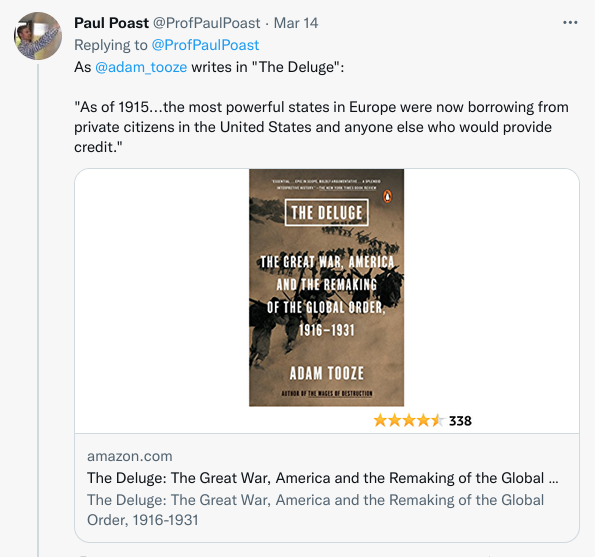 Paul Poast @ProfPaulPoast · Mar 14
Replying to @ProfPaulPoast
As @adam_tooze writes in "The Deluge":
"As of 1915...the most powerful states in Europe were now borrowing from
private citizens in the United States and anyone else who would provide
credit."
"ESSENTIAL . . . EPIC IN SCOPE, BOLDLY ARGUMENTATIVE . . . A SPLENDID
INTERPRETIVE HISTORY." —THE NEW YORK TIMES BOOK REVIEW
THE DELUGE
THE GREAT WAR, AMERICA
AND THE REMAKING
OF THE GLOBAL ORDER,
1916–1931
ADAM TOOZE
AUTHOR OF THE WAGES OF DESTRUCTION
338
amazon.com
The Deluge: The Great War, America and the Remaking of the Global ...
The Deluge: The Great War, America and the Remaking of the Global
Order, 1916-1931